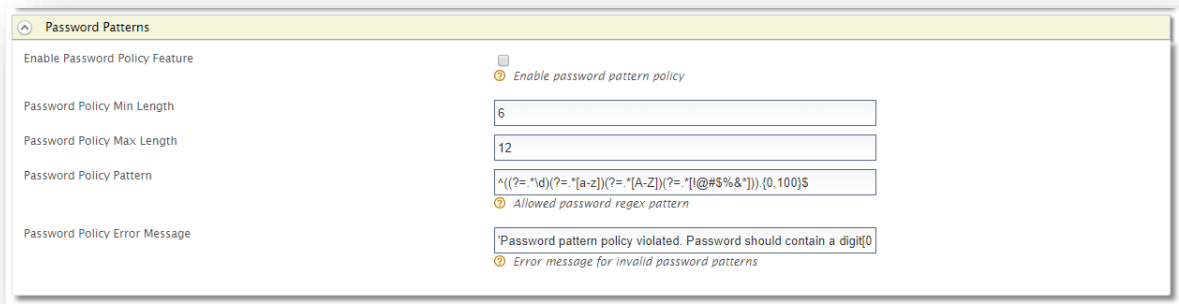 Password Patterns
Enable Password Policy Feature
Enable password pattern policy
Password Policy Min Length
6
Password Policy Max Length
12
Password Policy Pattern
^((?=.*\d)(?=.*[a-z])(?=.*[A-Z])(?=.*[!@#$%&*])).{0,100}$
Allowed password regex pattern
Password Policy Error Message
'Password pattern policy violated. Password should contain a digit[0
Error message for invalid password patterns